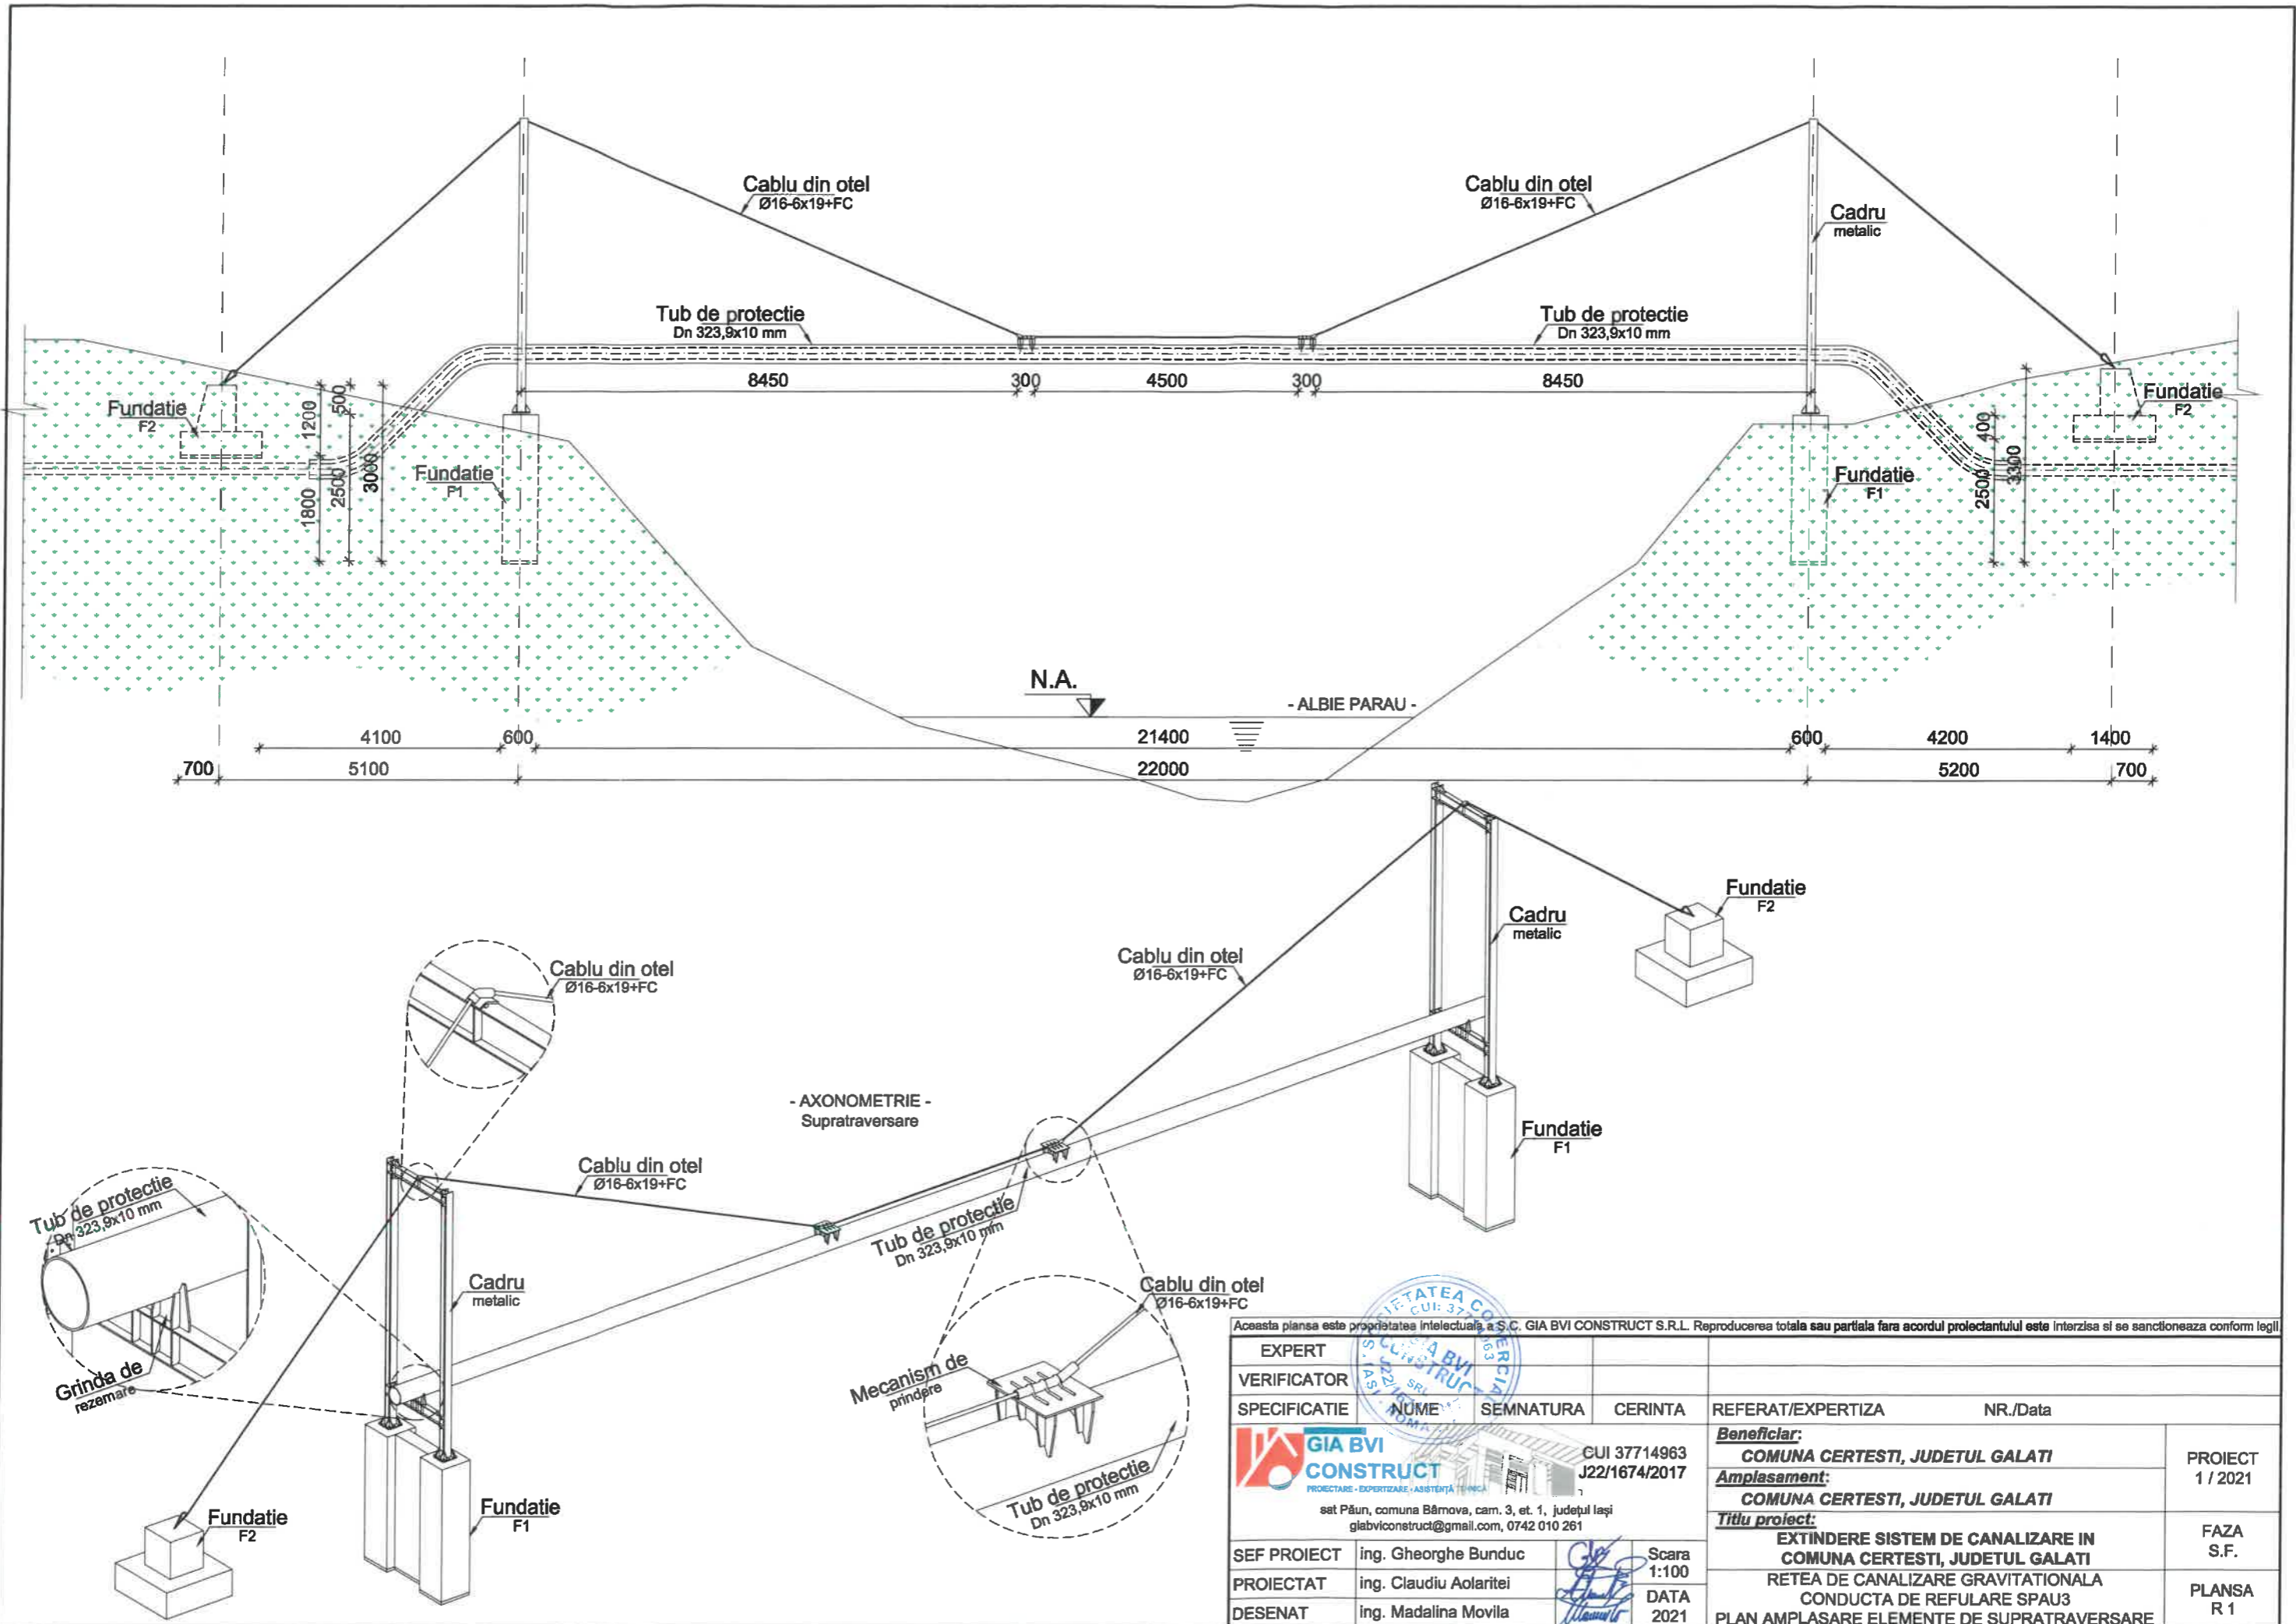 Cablu din otel
Ø16-6x19+FC
Cablu din otel
Ø16-6x19+FC
Cadru
metalic
Tub de protectie
Dn 323,9x10 mm
Tub de protectie
Dn 323,9x10 mm
8450
300
4500
300
8450
Fundatie
F2
1200
500
1800
2500
3000
Fundatie
F1
Fundatie
F2
400
2500
3300
Fundatie
F1
N.A.
- ALBIE PARAU -
4100
600
21400
600
4200
1400
700
5100
22000
5200
700
Fundatie
F2
Cadru
metalic
Cablu din otel
Ø16-6x19+FC
Cablu din otel
Ø16-6x19+FC
- AXONOMETRIE -
Supratraversare
Fundatie
F1
Cablu din otel
Ø16-6x19+FC
Tub de protectie
Dn 323,9x10 mm
Tub de protectie
Dn 323,9x10 mm
Cadru
metalic
Cablu din otel
Ø16-6x19+FC
Grinda de
rezemare
Mecanism de
prindere
Tub de protectie
Dn 323,9x10 mm
Fundatie
F2
Fundatie
F1
Aceasta plansa este proprietatea intelectuala a S.C. GIA BVI CONSTRUCT S.R.L. Reproducerea totala sau partiala fara acordul proiectantului este interzisa si se sanctioneaza conform legii.
EXPERT
VERIFICATOR
SPECIFICATIE NUME SEMNATURA CERINTA REFERAT/EXPERTIZA NR./Data
GIA BVI
CONSTRUCT
PROIECTARE - EXPERTIZARE - ASISTENȚĂ TEHNICĂ
CUI 37714963
J22/1674/2017
sat Păun, comuna Bârnova, cam. 3, et. 1, județul Iași
giabviconstruct@gmail.com, 0742 010 261
Beneficiar:
COMUNA CERTESTI, JUDETUL GALATI
Amplasament:
COMUNA CERTESTI, JUDETUL GALATI
PROIECT
1 / 2021
Titlu proiect:
EXTINDERE SISTEM DE CANALIZARE IN
COMUNA CERTESTI, JUDETUL GALATI
FAZA
S.F.
SEF PROIECT ing. Gheorghe Bunduc
PROIECTAT ing. Claudiu Aolaritei
DESENAT ing. Madalina Movila
Scara
1:100
DATA
2021
RETEA DE CANALIZARE GRAVITATIONALA
CONDUCTA DE REFULARE SPAU3
PLAN AMPLASARE ELEMENTE DE SUPRATRAVERSARE
PLANSA
R 1